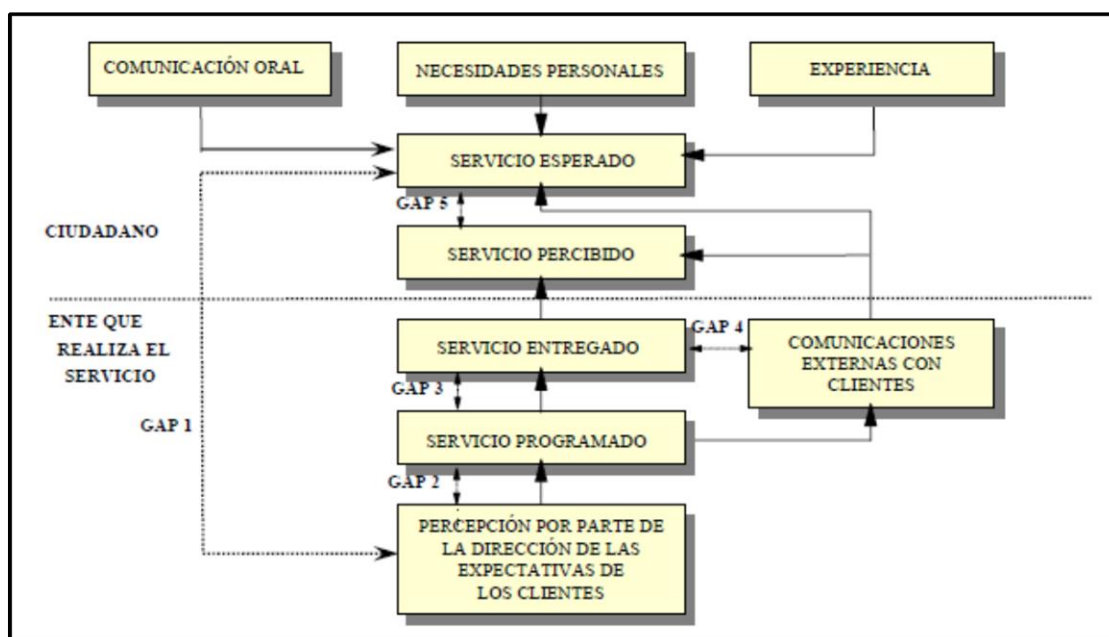 COMUNICACIÓN ORAL
NECESIDADES PERSONALES
EXPERIENCIA
SERVICIO ESPERADO
GAP 5
CIUDADANO
SERVICIO PERCIBIDO
ENTE QUE
REALIZA EL
SERVICIO
SERVICIO ENTREGADO
GAP 4
COMUNICACIONES
EXTERNAS CON
CLIENTES
GAP 3
GAP 1
SERVICIO PROGRAMADO
GAP 2
PERCEPCIÓN POR PARTE DE
LA DIRECCIÓN DE LAS
EXPECTATIVAS DE
LOS CLIENTES